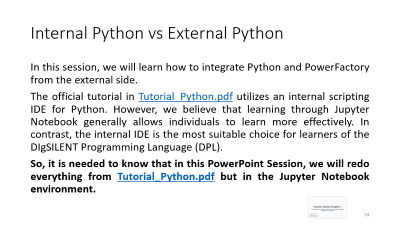 Internal Python vs External Python
In this session, we will learn how to integrate Python and PowerFactory
from the external side.
The official tutorial in Tutorial_Python.pdf utilizes an internal scripting
IDE for Python. However, we believe that learning through Jupyter
Notebook generally allows individuals to learn more effectively. In
contrast, the internal IDE is the most suitable choice for learners of the
DIgSILENT Programming Language (DPL).
So, it is needed to know that in this PowerPoint Session, we will redo
everything from Tutorial_Python.pdf but in the Jupyter Notebook
environment.